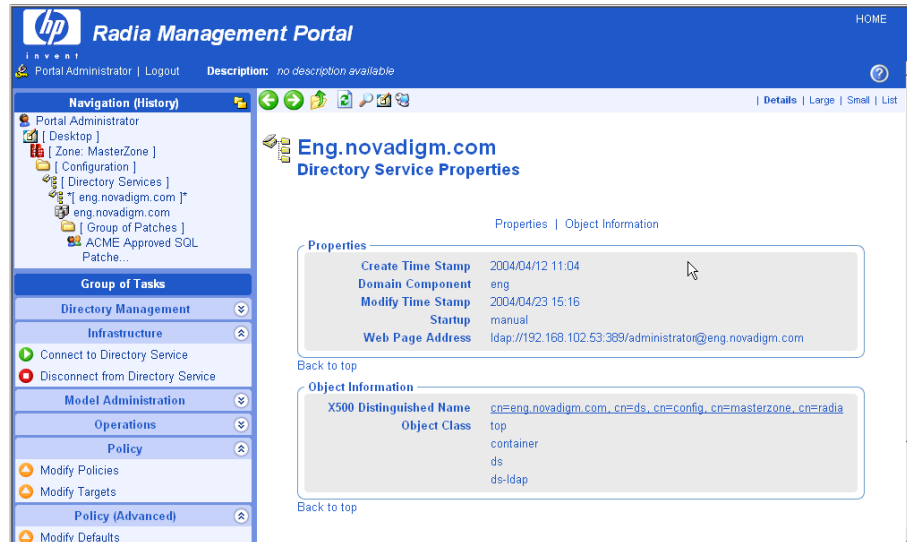 HOME
hp
Radia Management Portal
invent
Portal Administrator | Logout Description: no description available
Navigation (History)
| Details | Large | Small | List
Portal Administrator
[ Desktop ]
[ Zone: MasterZone ]
[ Configuration ]
[ Directory Services ]
*[ eng.novadigm.com ]*
eng.novadigm.com
[ Group of Patches ]
ACME Approved SQL
Patche...
Group of Tasks
Directory Management
Infrastructure
Connect to Directory Service
Disconnect from Directory Service
Model Administration
Operations
Policy
Modify Policies
Modify Targets
Policy (Advanced)
Modify Defaults
Eng.novadigm.com
Directory Service Properties
Properties | Object Information
Properties
Create Time Stamp 2004/04/12 11:04
Domain Component eng
Modify Time Stamp 2004/04/23 15:16
Startup manual
Web Page Address ldap://192.168.102.53:389/administrator@eng.novadigm.com
Back to top
Object Information
X500 Distinguished Name cn=eng.novadigm.com, cn=ds, cn=config, cn=masterzone, cn=radia
Object Class top
container
ds
ds-ldap
Back to top